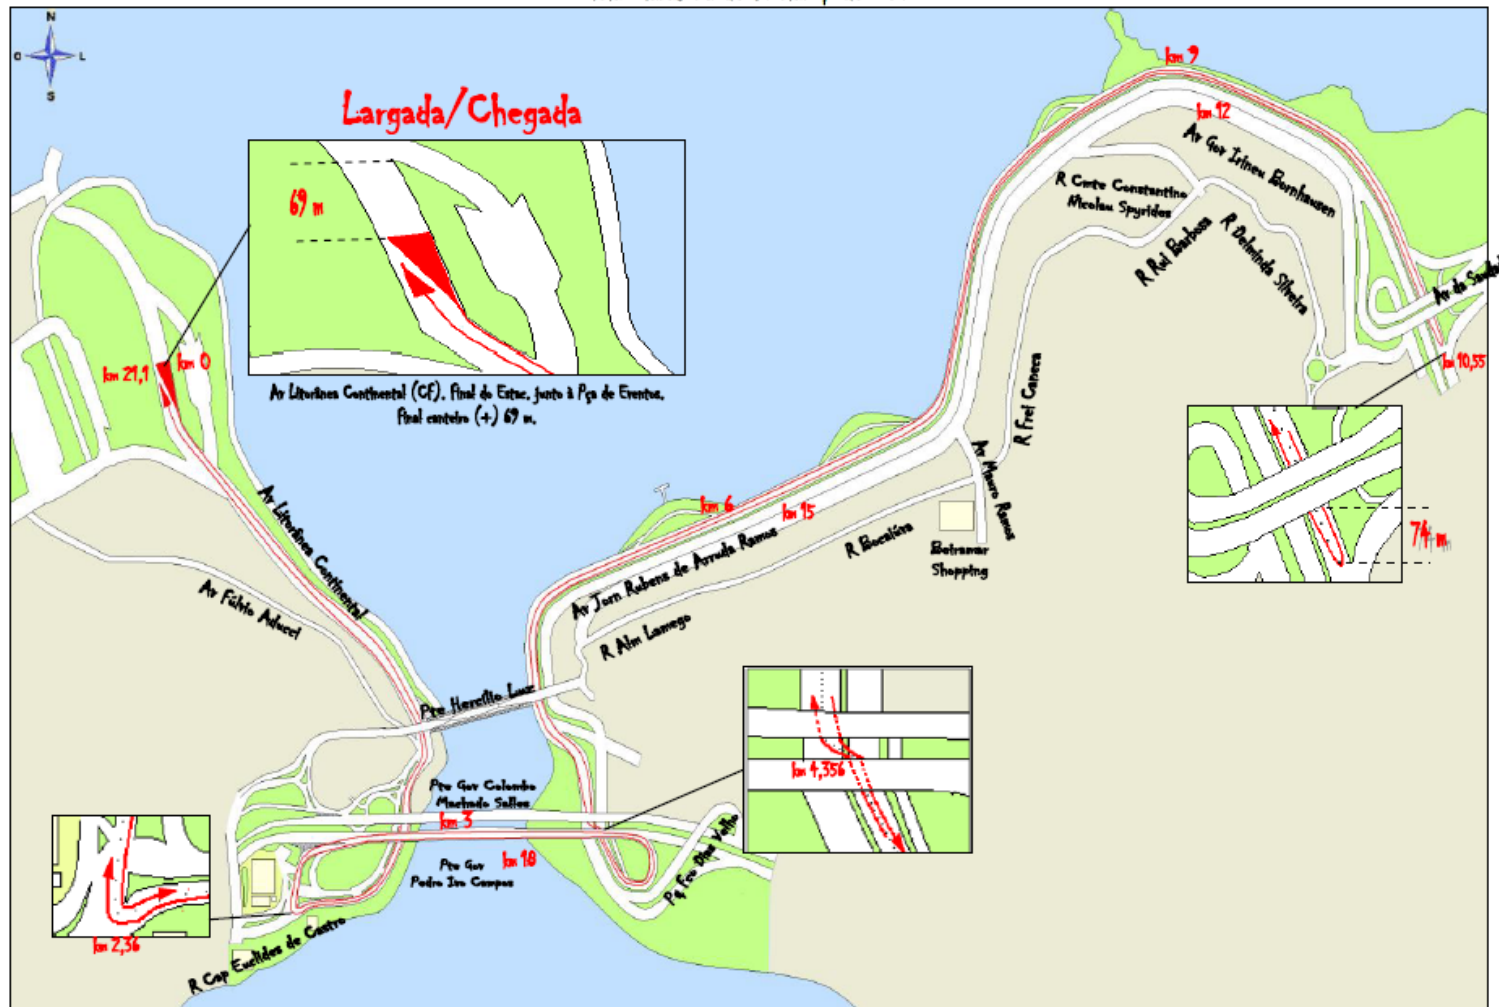 N
O
L
S
Largada/Chegada
69 m
Av Litorânea Continental (CF). Final do Estac. junto à Pça de Eventos.
Final canteiro (+) 69 m.
km 21,1
km 0
km 9
km 12
Av Gov Irineu Bornhausen
R Cmte Constantino
Nicolau Spyrides
R Rui Barbosa
R Delminda Silveira
Av da Saudade
km 10,55
74 m
R Frei Caneca
Av Mauro Ramos
Beiramar
Shopping
R Bocaiúva
km 6
km 15
Av Jorn Rubens de Arruda Ramos
R Alm Lamego
Av Litorânea Continental
Av Fúlvio Aducci
Pte Hercílio Luz
Pte Gov Colombo
Machado Salles
km 3
km 18
Pte Gov
Pedro Ivo Campos
km 4,356
Pq Fco Dias Velho
km 2,36
R Cap Euclides de Castro